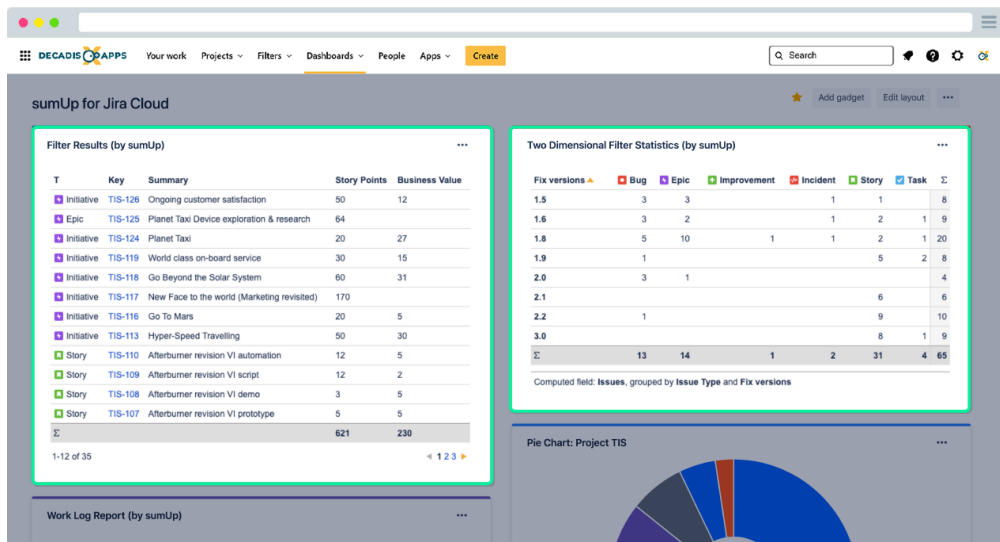 DECADIS APPS Your work Projects Filters Dashboards People Apps Create Search
sumUp for Jira Cloud
Add gadget Edit layout
Filter Results (by sumUp)
T Key Summary Story Points Business Value
Initiative TIS-126 Ongoing customer satisfaction 50 12
Epic TIS-125 Planet Taxi Device exploration & research 64
Initiative TIS-124 Planet Taxi 20 27
Initiative TIS-119 World class on-board service 30 15
Initiative TIS-118 Go Beyond the Solar System 60 31
Initiative TIS-117 New Face to the world (Marketing revisited) 170
Initiative TIS-116 Go To Mars 20 5
Initiative TIS-113 Hyper-Speed Travelling 50 30
Story TIS-110 Afterburner revision VI automation 12 5
Story TIS-109 Afterburner revision VI script 12 2
Story TIS-108 Afterburner revision VI demo 3 5
Story TIS-107 Afterburner revision VI prototype 5 5
Σ 621 230
1-12 of 35 1 2 3
Two Dimensional Filter Statistics (by sumUp)
Fix versions Bug Epic Improvement Incident Story Task Σ
1.5 3 3 1 1 8
1.6 3 2 1 2 1 9
1.8 5 10 1 1 2 1 20
1.9 1 5 2 8
2.0 3 1 4
2.1 6 6
2.2 1 9 10
3.0 8 1 9
Σ 13 14 1 2 31 4 65
Computed field: Issues, grouped by Issue Type and Fix versions
Pie Chart: Project TIS
Work Log Report (by sumUp)